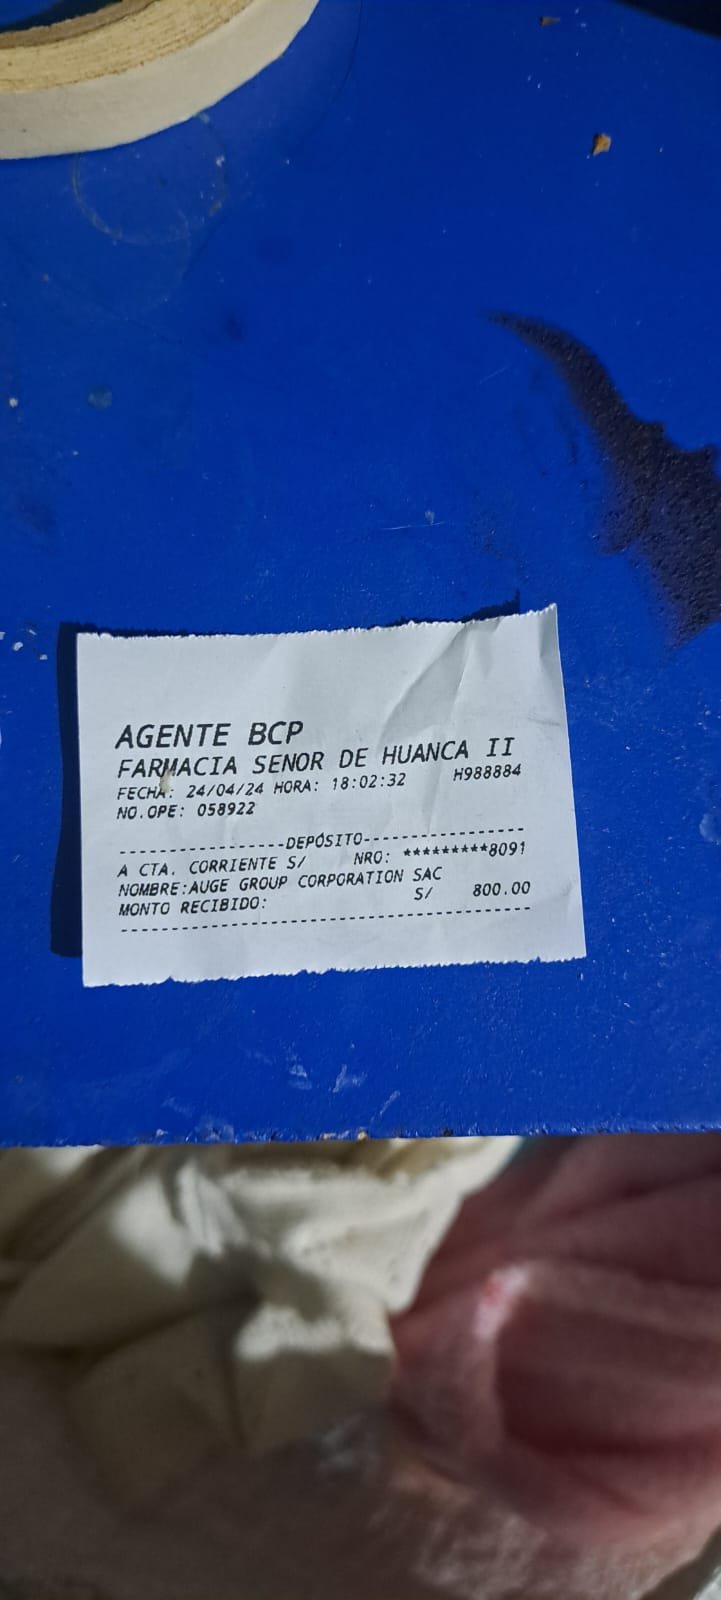 AGENTE BCP
FARMACIA SENOR DE HUANCA II
FECHA: 24/04/24 HORA: 18:02:32 H988884
NO.OPE: 058922
--------------------DEPÓSITO--------------------
A CTA. CORRIENTE S/ NRO: *********8091
NOMBRE:AUGE GROUP CORPORATION SAC
MONTO RECIBIDO: S/ 800.00
------------------------------------------------